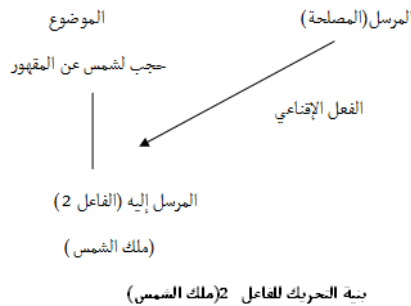 المرسل(المصلحة)
الموضوع
حجب لشمس عن المقهور
الفعل الإقناعي
المرسل إليه (الفاعل 2)
(ملك الشمس)
بنية التحريك للفاعل 2(ملك الشمس)